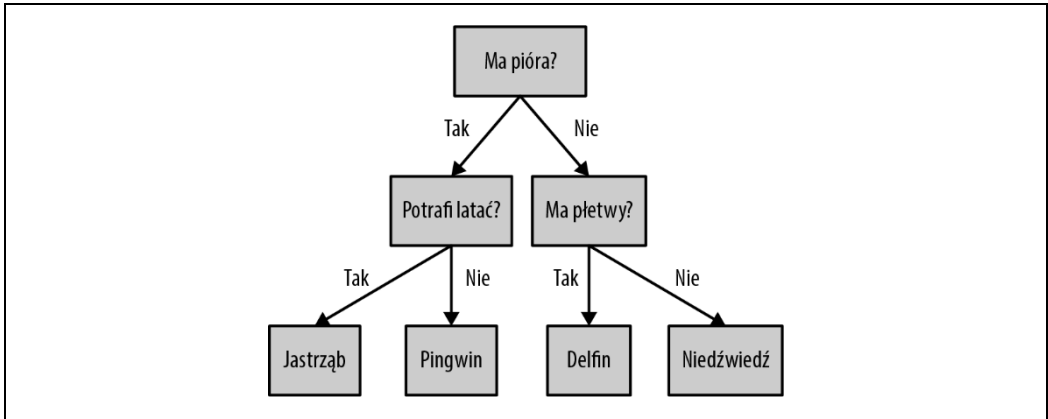 Ma pióra?
Tak
Nie
Potrafi latać?
Ma płetwy?
Tak
Nie
Tak
Nie
Jastrząb
Pingwin
Delfin
Niedźwiedź